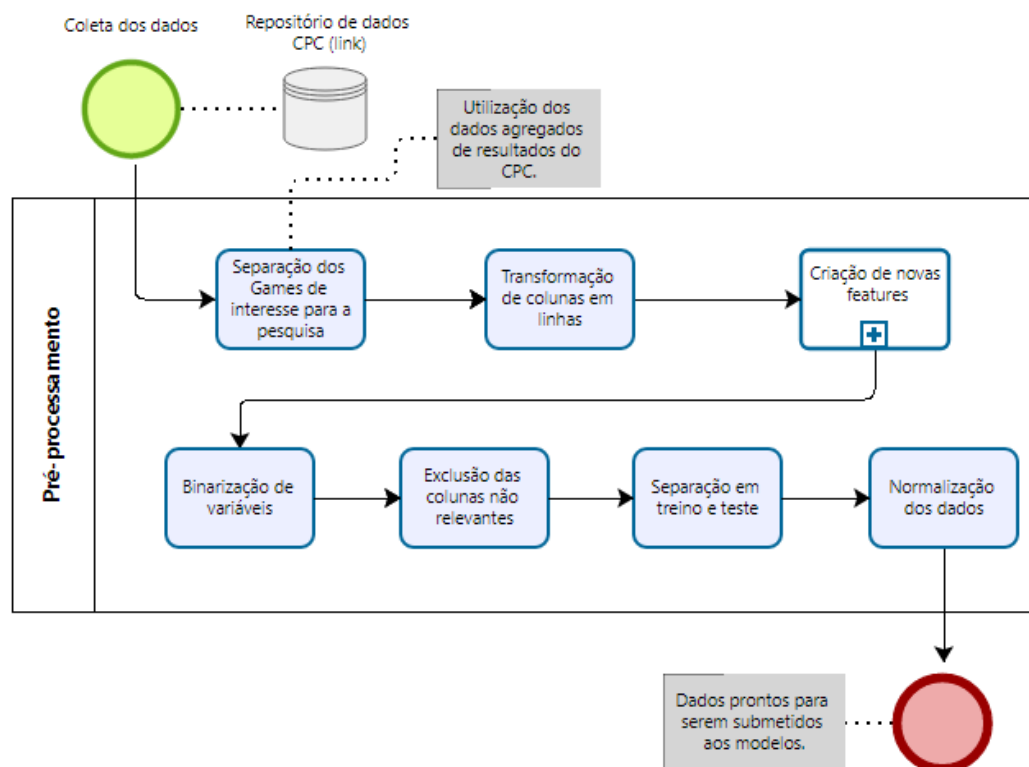 Coleta dos dados
Repositório de dados
CPC (link)
Utilização dos
dados agregados
de resultados do
CPC.
Pré-processamento
Separação dos
Games de
interesse para a
pesquisa
Transformação
de colunas em
linhas
Criação de novas
features
Binarização de
variáveis
Exclusão das
colunas não
relevantes
Separação em
treino e teste
Normalização
dos dados
Dados prontos para
serem submetidos
aos modelos.